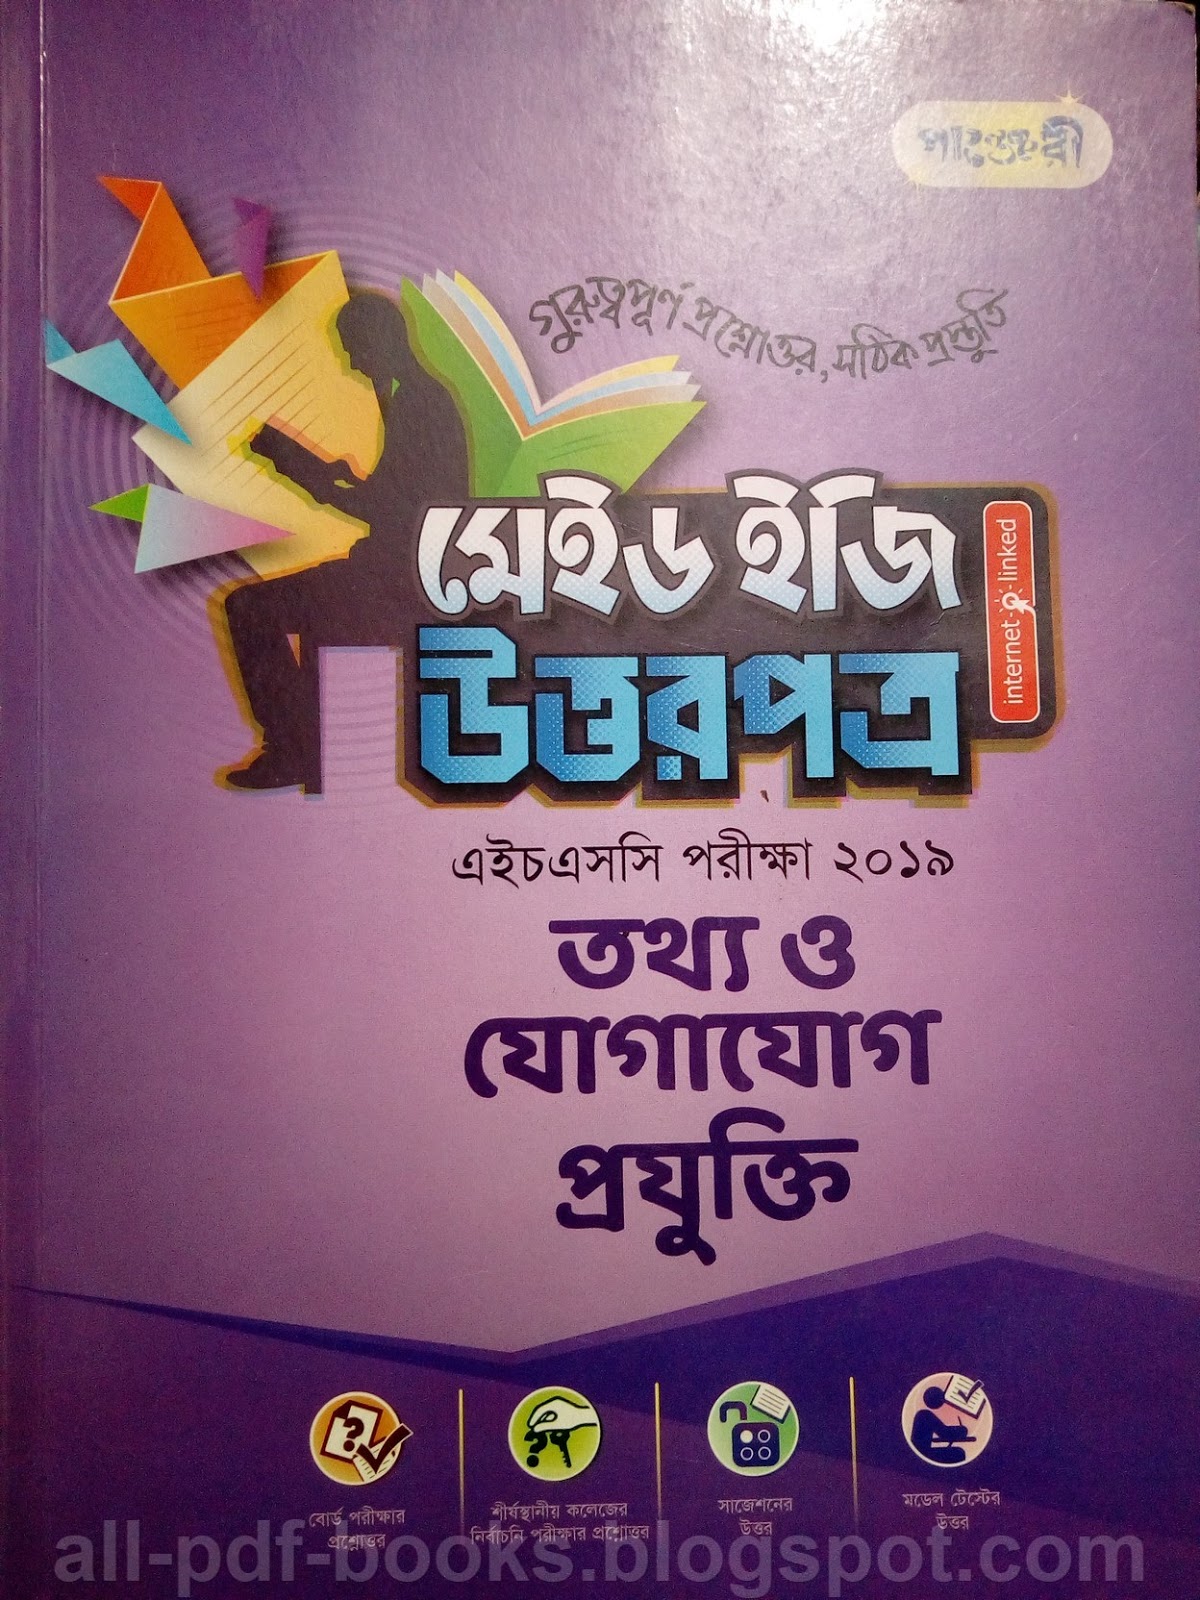 পাঞ্জেরী
গুরুত্বপূর্ণ প্রশ্নোত্তর, সঠিক প্রস্তুতি
মেইড ইজি
internet-linked
উত্তরপত্র
এইচএসসি পরীক্ষা ২০১৯
তথ্য ও
যোগাযোগ
প্রযুক্তি
বোর্ড পরীক্ষার
প্রশ্নোত্তর
শীর্ষস্থানীয় কলেজের
নির্বাচনি পরীক্ষার প্রশ্নোত্তর
সাজেশনের
উত্তর
মডেল টেস্টের
উত্তর
all-pdf-books.blogspot.com